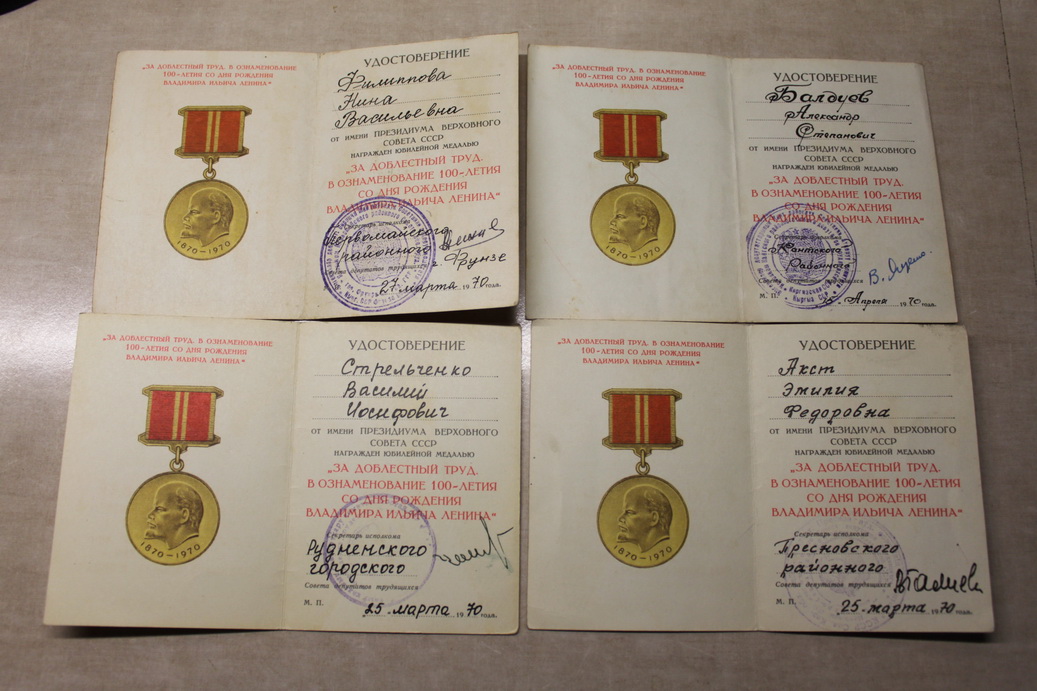 „ЗА ДОБЛЕСТНЫЙ ТРУД. В ОЗНАМЕНОВАНИЕ
100-ЛЕТИЯ СО ДНЯ РОЖДЕНИЯ
ВЛАДИМИРА ИЛЬИЧА ЛЕНИНА“
1870-1970
УДОСТОВЕРЕНИЕ
Филиппова
Нина
Васильевна
от имени ПРЕЗИДИУМА ВЕРХОВНОГО
СОВЕТА СССР
НАГРАЖДЕН ЮБИЛЕЙНОЙ МЕДАЛЬЮ
„ЗА ДОБЛЕСТНЫЙ ТРУД.
В ОЗНАМЕНОВАНИЕ 100-ЛЕТИЯ
СО ДНЯ РОЖДЕНИЯ
ВЛАДИМИРА ИЛЬИЧА ЛЕНИНА“
Секретарь исполкома
Первомайского
районного г. Фрунзе
Совета депутатов трудящихся
27. марта 1970 года.
„ЗА ДОБЛЕСТНЫЙ ТРУД. В ОЗНАМЕНОВАНИЕ
100-ЛЕТИЯ СО ДНЯ РОЖДЕНИЯ
ВЛАДИМИРА ИЛЬИЧА ЛЕНИНА“
1870-1970
УДОСТОВЕРЕНИЕ
Балдуев
Александр
Степанович
от имени ПРЕЗИДИУМА ВЕРХОВНОГО
СОВЕТА СССР
НАГРАЖДЕН ЮБИЛЕЙНОЙ МЕДАЛЬЮ
„ЗА ДОБЛЕСТНЫЙ ТРУД.
В ОЗНАМЕНОВАНИЕ 100-ЛЕТИЯ
СО ДНЯ РОЖДЕНИЯ
ВЛАДИМИРА ИЛЬИЧА ЛЕНИНА“
Секретарь исполкома
Кантского
Районного
М. П. Апреля 1970 года.
„ЗА ДОБЛЕСТНЫЙ ТРУД. В ОЗНАМЕНОВАНИЕ
100-ЛЕТИЯ СО ДНЯ РОЖДЕНИЯ
ВЛАДИМИРА ИЛЬИЧА ЛЕНИНА“
1870-1970
УДОСТОВЕРЕНИЕ
Стрельченко
Василий
Иосифович
от имени ПРЕЗИДИУМА ВЕРХОВНОГО
СОВЕТА СССР
НАГРАЖДЕН ЮБИЛЕЙНОЙ МЕДАЛЬЮ
„ЗА ДОБЛЕСТНЫЙ ТРУД.
В ОЗНАМЕНОВАНИЕ 100-ЛЕТИЯ
СО ДНЯ РОЖДЕНИЯ
ВЛАДИМИРА ИЛЬИЧА ЛЕНИНА“
Секретарь исполкома
Рудненского
городского
Совета депутатов трудящихся
М. П. 25. марта 1970 года.
„ЗА ДОБЛЕСТНЫЙ ТРУД. В ОЗНАМЕНОВАНИЕ
100-ЛЕТИЯ СО ДНЯ РОЖДЕНИЯ
ВЛАДИМИРА ИЛЬИЧА ЛЕНИНА“
1870-1970
УДОСТОВЕРЕНИЕ
Акст
Эмилия
Федоровна
от имени ПРЕЗИДИУМА ВЕРХОВНОГО
СОВЕТА СССР
НАГРАЖДЕН ЮБИЛЕЙНОЙ МЕДАЛЬЮ
„ЗА ДОБЛЕСТНЫЙ ТРУД.
В ОЗНАМЕНОВАНИЕ 100-ЛЕТИЯ
СО ДНЯ РОЖДЕНИЯ
ВЛАДИМИРА ИЛЬИЧА ЛЕНИНА“
Секретарь исполкома
Пресновского
районного
Совета депутатов трудящихся
М. П. 25. марта 1970 года.